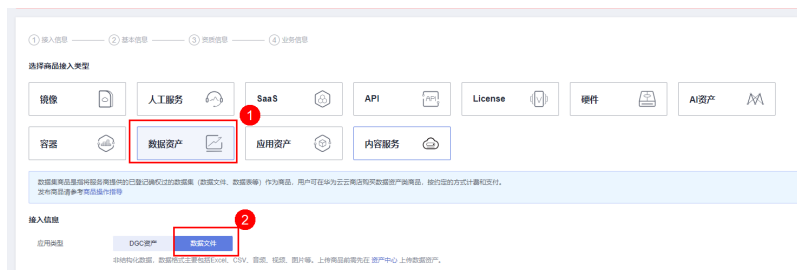 1 接入信息 2 基本信息 3 资质信息 4 业务信息
选择商品接入类型
镜像 人工服务 SaaS API API License 硬件 AI资产
1
容器 数据资产 应用资产 内容服务
数据集商品是指将服务商提供的已登记确权过的数据集（数据文件、数据表等）作为商品，用户可在华为云云商店购买数据资产类商品，按约定的方式计费和支付。
发布商品请参考商品操作指导
接入信息
2
应用类型 DGC资产 数据文件
非结构化数据，数据格式主要包括Excel、CSV、音频、视频、图片等。上传商品前需先在 资产中心 上传数据资产。